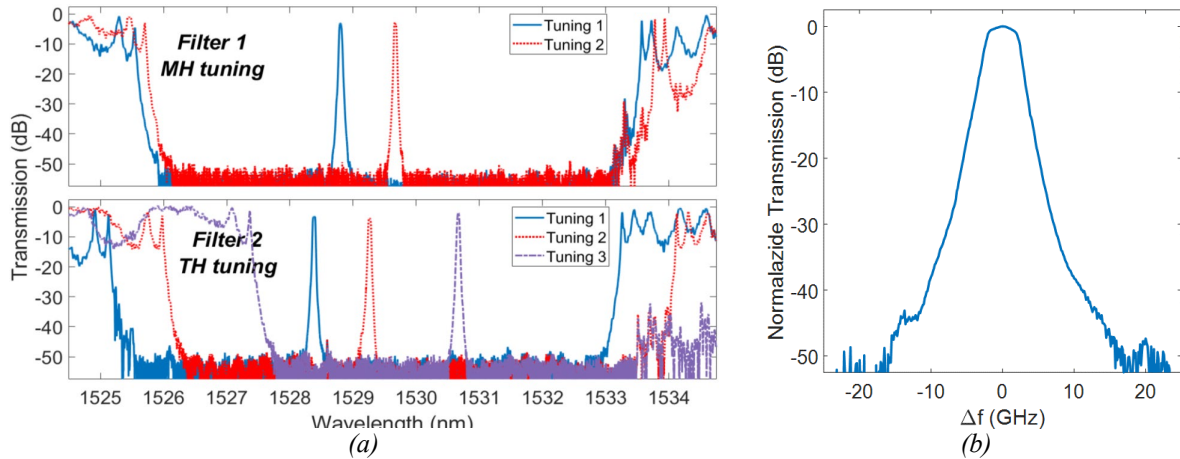 0
-10
-20
-30
-40
-50
Filter 1
MH tuning
Tuning 1
Tuning 2
0
-10
-20
-30
-40
-50
Filter 2
TH tuning
Tuning 1
Tuning 2
Tuning 3
Transmission (dB)
1525 1526 1527 1528 1529 1530 1531 1532 1533 1534
Wavelength (nm)
(a)
Normalazide Transmission (dB)
0
-10
-20
-30
-40
-50
-20 -10 0 10 20
Δf (GHz)
(b)